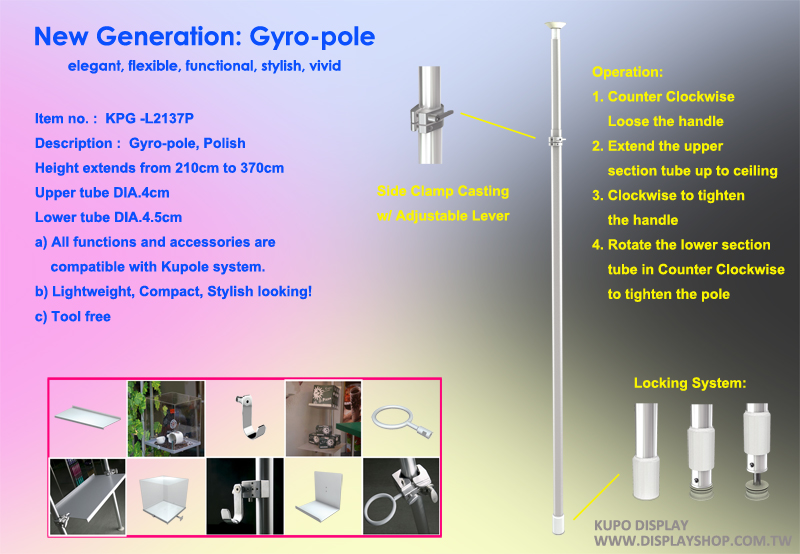 New Generation: Gyro-pole
elegant, flexible, functional, stylish, vivid
Item no. : KPG -L2137P
Description : Gyro-pole, Polish
Height extends from 210cm to 370cm
Upper tube DIA.4cm
Lower tube DIA.4.5cm
a) All functions and accessories are
compatible with Kupole system.
b) Lightweight, Compact, Stylish looking!
c) Tool free
Side Clamp Casting
w/ Adjustable Lever
Operation:
1. Counter Clockwise
Loose the handle
2. Extend the upper
section tube up to ceiling
3. Clockwise to tighten
the handle
4. Rotate the lower section
tube in Counter Clockwise
to tighten the pole
Locking System:
KUPO DISPLAY
WWW.DISPLAYSHOP.COM.TW